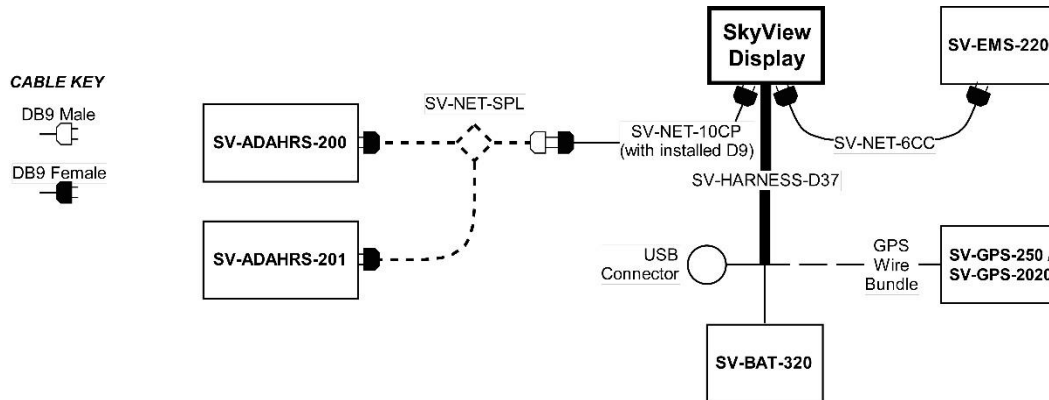 SkyView
Display
SV-EMS-220
CABLE KEY
DB9 Male
DB9 Female
SV-NET-SPL
SV-ADAHRS-200
SV-NET-10CP
(with installed D9)
SV-NET-6CC
SV-HARNESS-D37
SV-ADAHRS-201
USB
Connector
GPS
Wire
Bundle
SV-GPS-250 /
SV-GPS-2020
SV-BAT-320